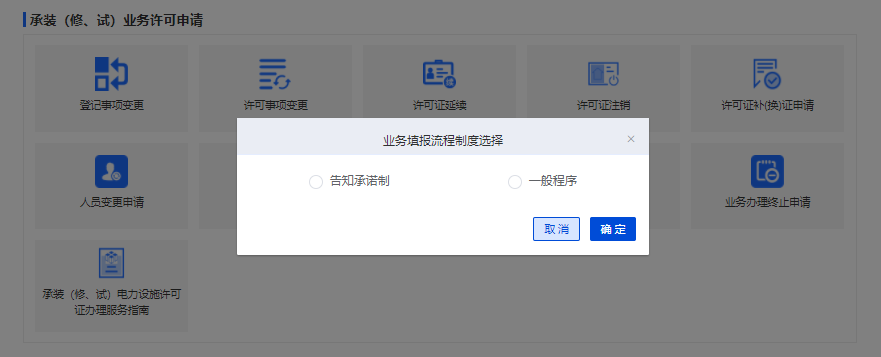 承装（修、试）业务许可申请
登记事项变更
许可事项变更
许可证延续
许可证注销
许可证补(换)证申请
业务填报流程制度选择
×
告知承诺制
一般程序
人员变更申请
业务办理终止申请
取 消
确 定
承装（修、试）电力设施许可
证办理服务指南